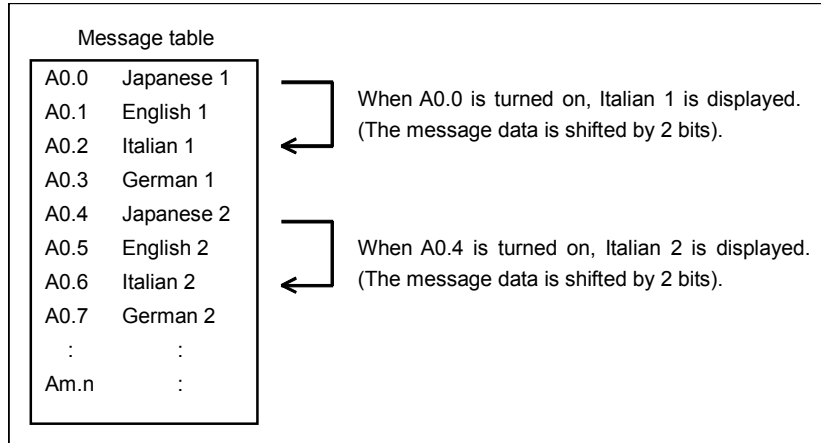 Message table
A0.0 Japanese 1
A0.1 English 1
A0.2 Italian 1
A0.3 German 1
A0.4 Japanese 2
A0.5 English 2
A0.6 Italian 2
A0.7 German 2
: :
Am.n :
When A0.0 is turned on, Italian 1 is displayed.
(The message data is shifted by 2 bits).
When A0.4 is turned on, Italian 2 is displayed.
(The message data is shifted by 2 bits).